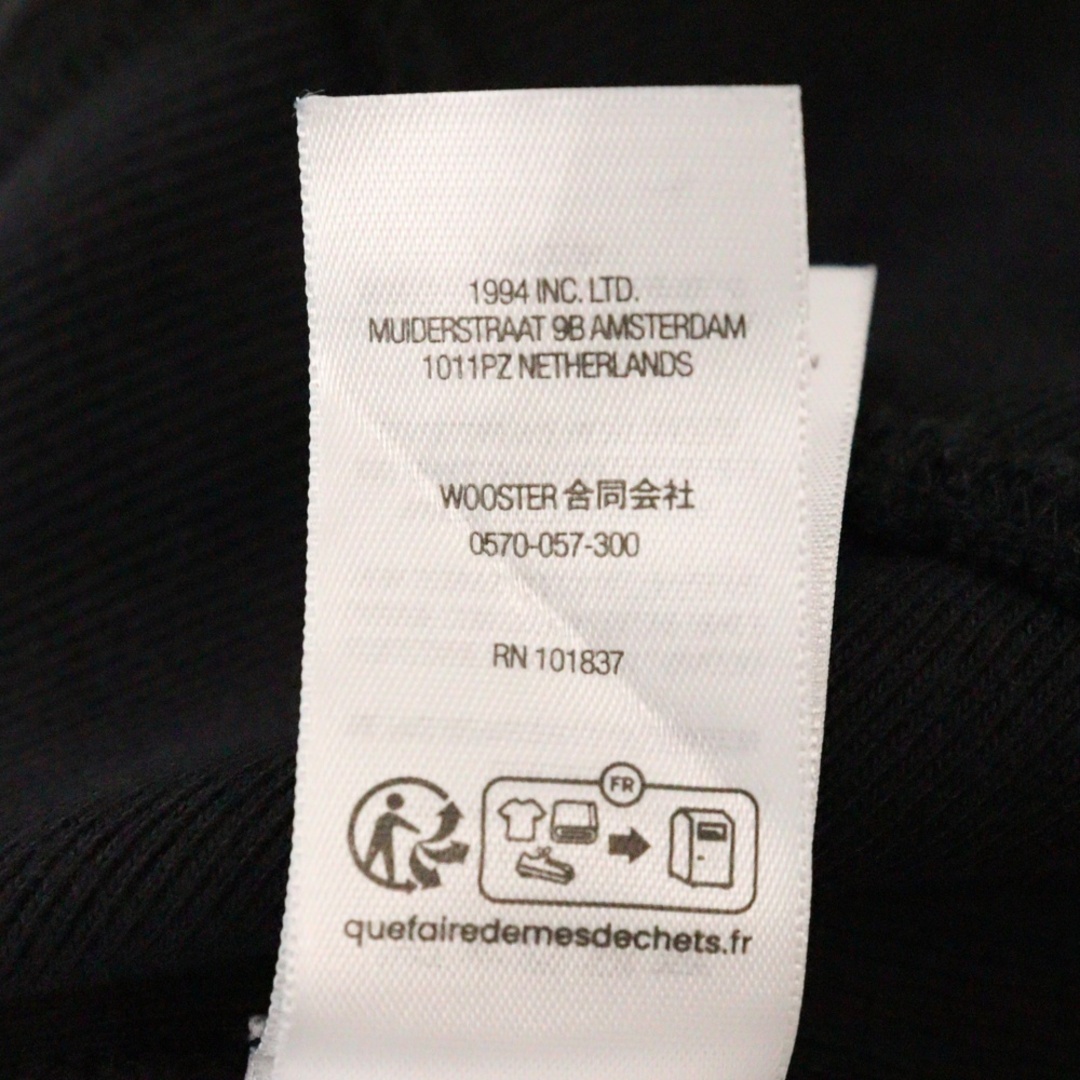 1994 INC. LTD.
MUIDERSTRAAT 9B AMSTERDAM
1011PZ NETHERLANDS
WOOSTER 合同会社
0570-057-300
RN 101837
FR
quefairedemesdechets.fr